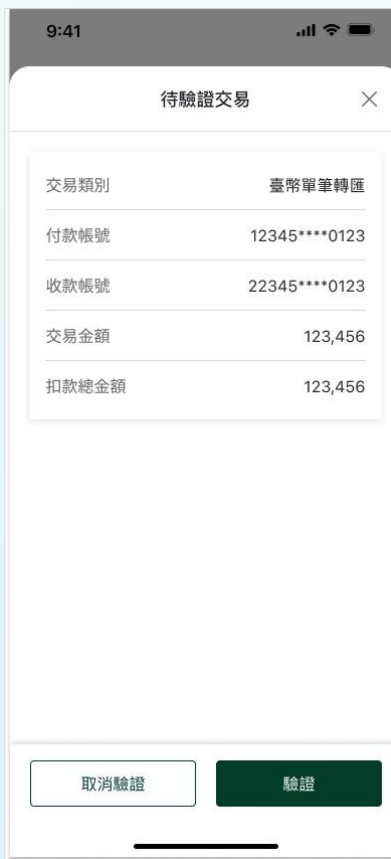 9:41
待驗證交易
交易類別 臺幣單筆轉匯
付款帳號 12345****0123
收款帳號 22345****0123
交易金額 123,456
扣款總金額 123,456
取消驗證 驗證